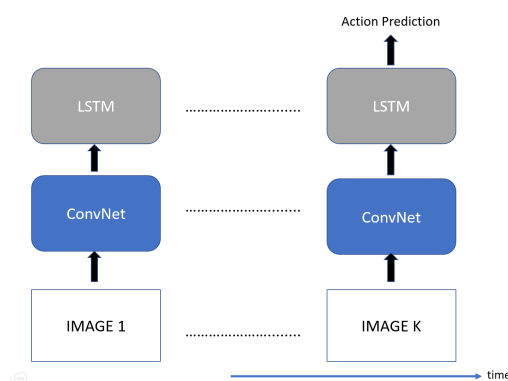 Action Prediction
LSTM ............................. LSTM
ConvNet ............................. ConvNet
IMAGE 1 ............................. IMAGE K
time